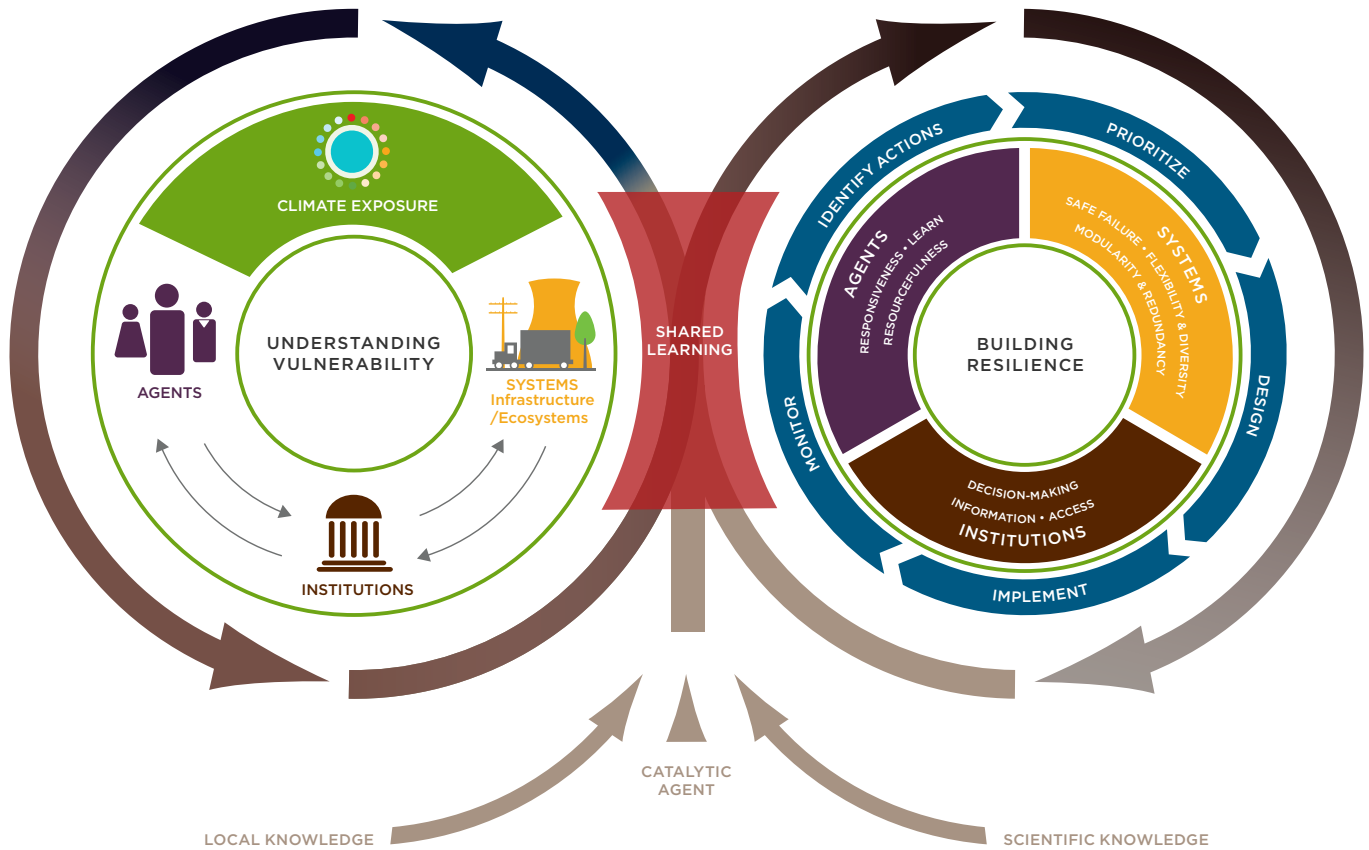 CLIMATE EXPOSURE
UNDERSTANDING
VULNERABILITY
AGENTS
SYSTEMS
Infrastructure
/Ecosystems
INSTITUTIONS
SHARED
LEARNING
IDENTIFY ACTIONS
PRIORITIZE
DESIGN
IMPLEMENT
MONITOR
AGENTS
RESPONSIVENESS • LEARN
RESOURCEFULNESS
SYSTEMS
SAFE FAILURE • FLEXIBILITY & DIVERSITY
MODULARITY & REDUNDANCY
BUILDING
RESILIENCE
DECISION-MAKING
INFORMATION • ACCESS
INSTITUTIONS
CATALYTIC
AGENT
LOCAL KNOWLEDGE
SCIENTIFIC KNOWLEDGE